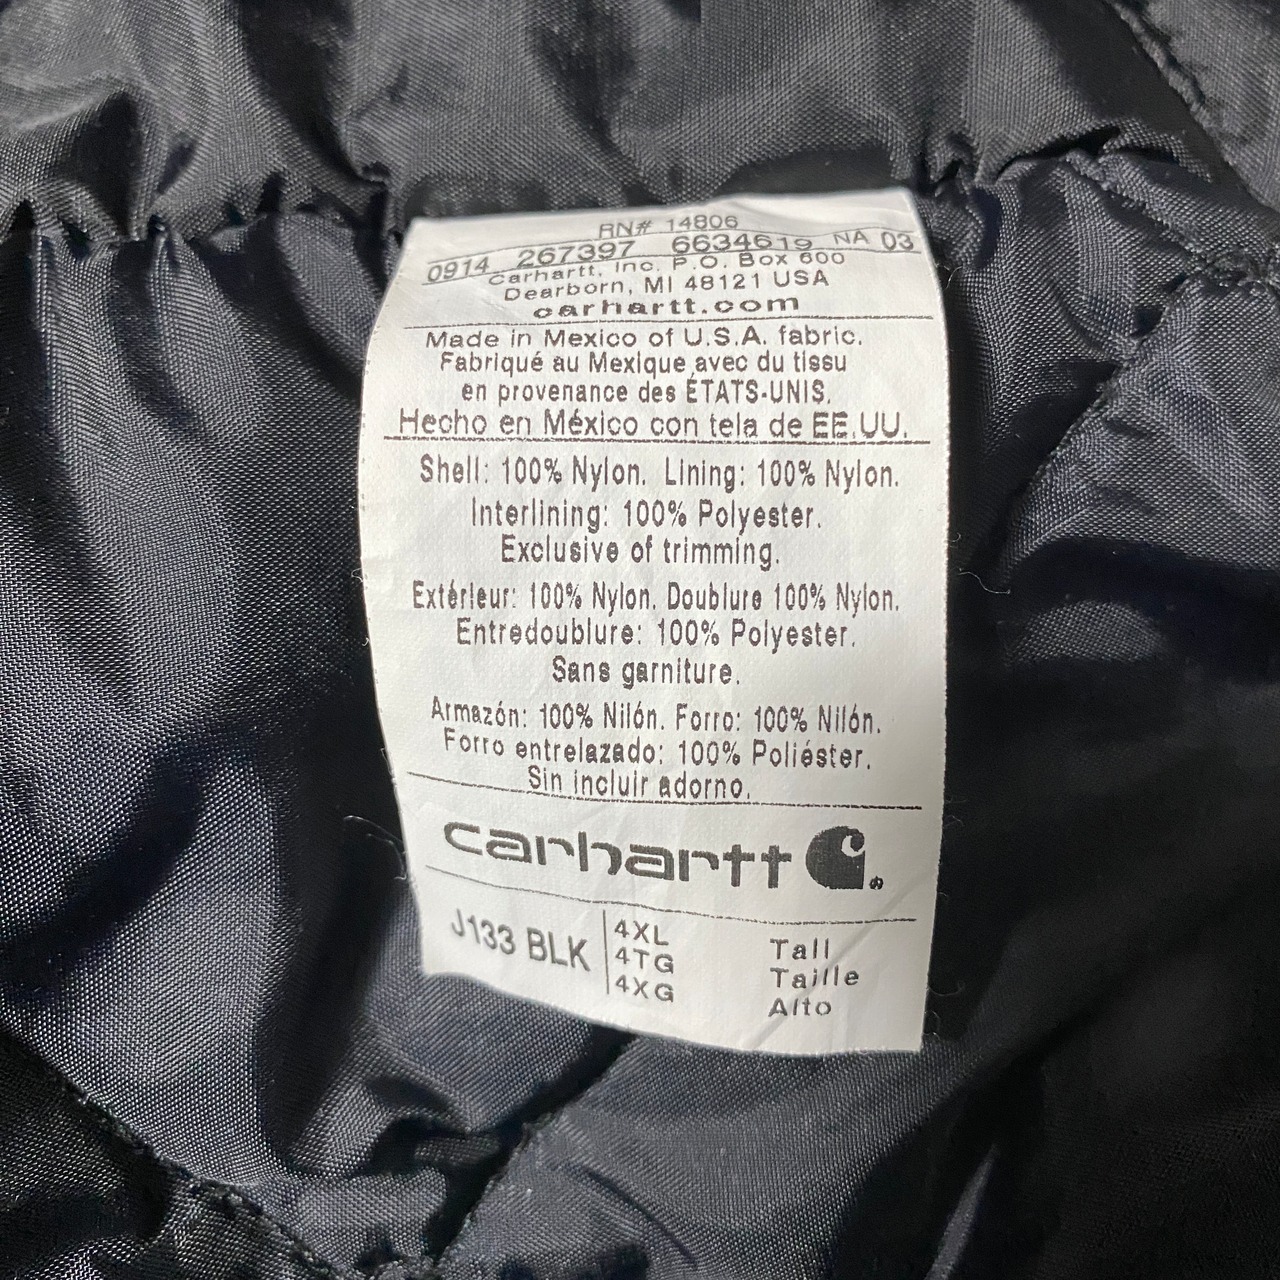 RN# 14806
0914 267397 6634619 NA 03
Carhartt, Inc. P.O. Box 600
Dearborn, MI 48121 USA
carhartt.com
Made in Mexico of U.S.A. fabric.
Fabriqué au Mexique avec du tissu
en provenance des ÉTATS-UNIS.
Hecho en México con tela de EE.UU.
Shell: 100% Nylon. Lining: 100% Nylon.
Interlining: 100% Polyester.
Exclusive of trimming.
Extérieur: 100% Nylon. Doublure 100% Nylon.
Entredoublure: 100% Polyester.
Sans garniture.
Armazón: 100% Nilón. Forro: 100% Nilón.
Forro entrelazado: 100% Poliéster.
Sin incluir adorno.
carhartt
J133 BLK
4XL Tall
4TG Taille
4XG Alto